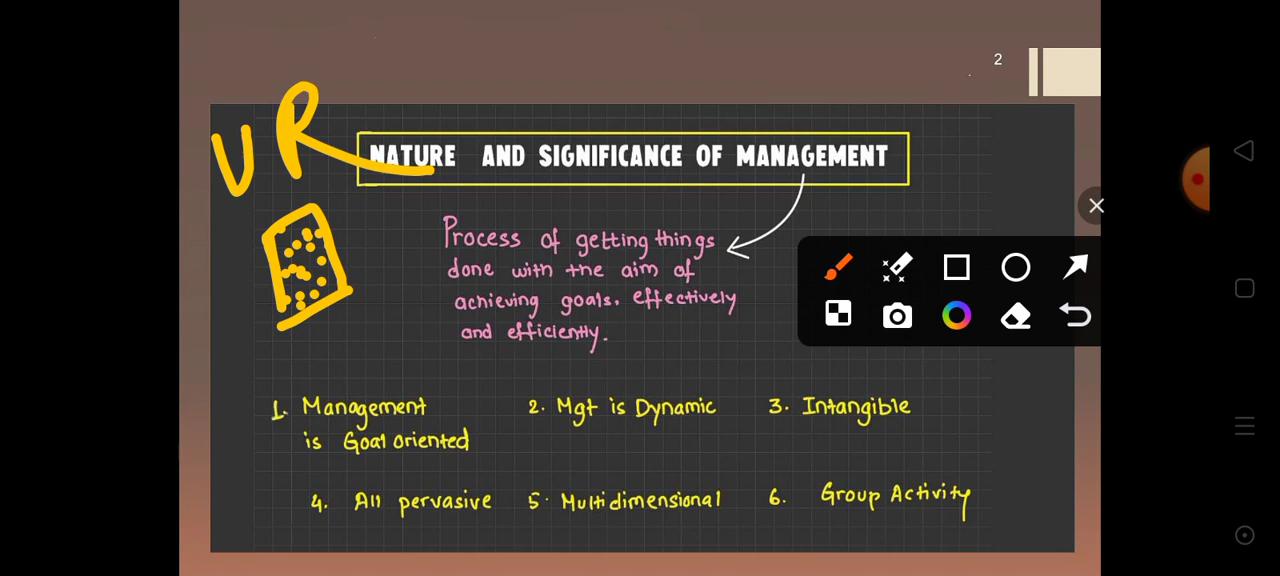 2
UR
NATURE AND SIGNIFICANCE OF MANAGEMENT
Process of getting things
done with the aim of
achieving goals, effectively
and efficiently.
1. Management
is Goal oriented
2. Mgt is Dynamic
3. Intangible
4. All pervasive
5. Multidimensional
6. Group Activity